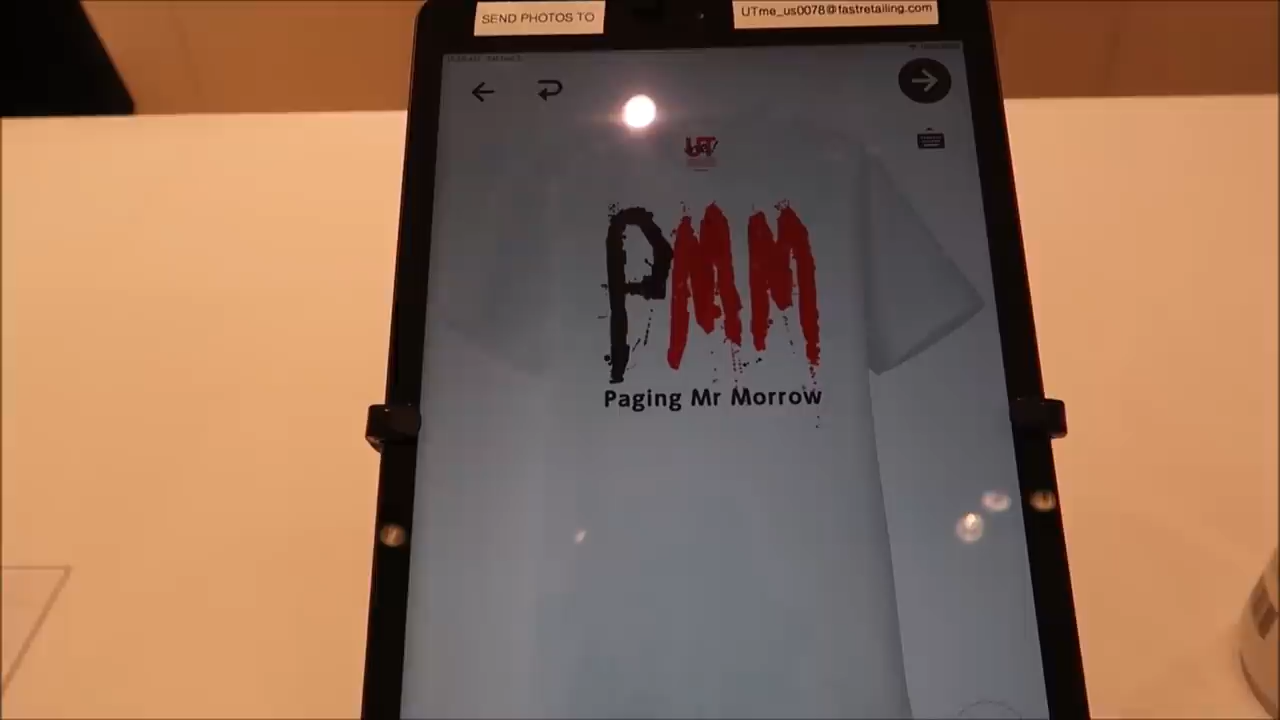 SEND PHOTOS TO
UTme_us0078@fastretailing.com
PMM
Paging Mr Morrow